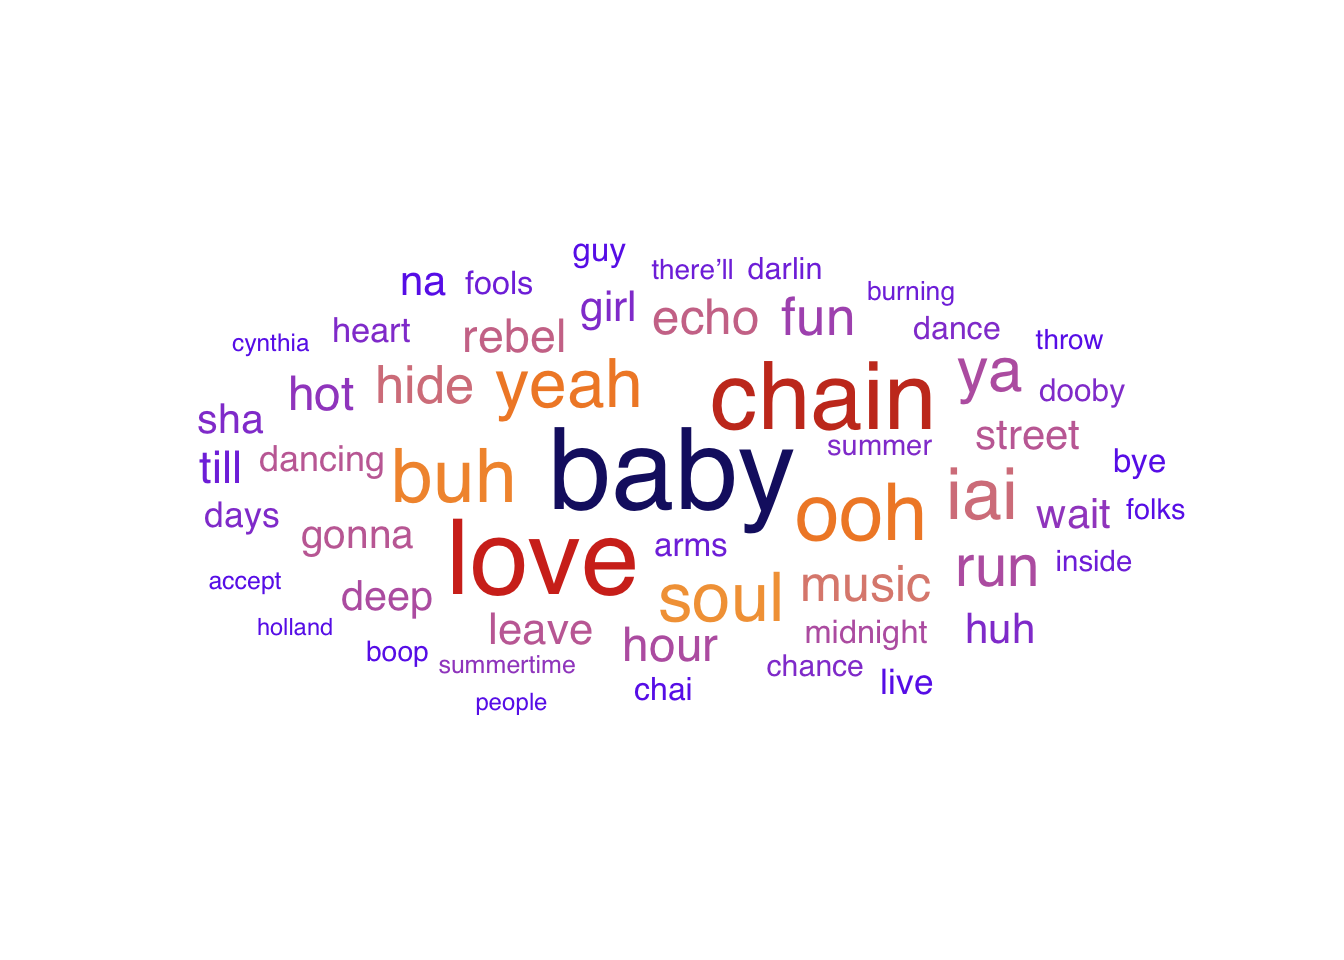 guy
there’ll darlin
na fools
burning
girl echo fun
cynthia heart rebel dance throw
hot hide yeah chain ya dooby
sha
till dancing buh baby summer street bye
days gonna love arms ooh iai wait folks
accept deep soul music run inside
holland boop leave hour midnight huh
summertime chai chance live
people